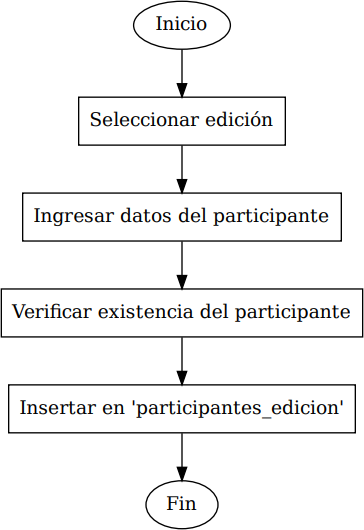 Inicio
Seleccionar edición
Ingresar datos del participante
Verificar existencia del participante
Insertar en 'participantes_edicion'
Fin